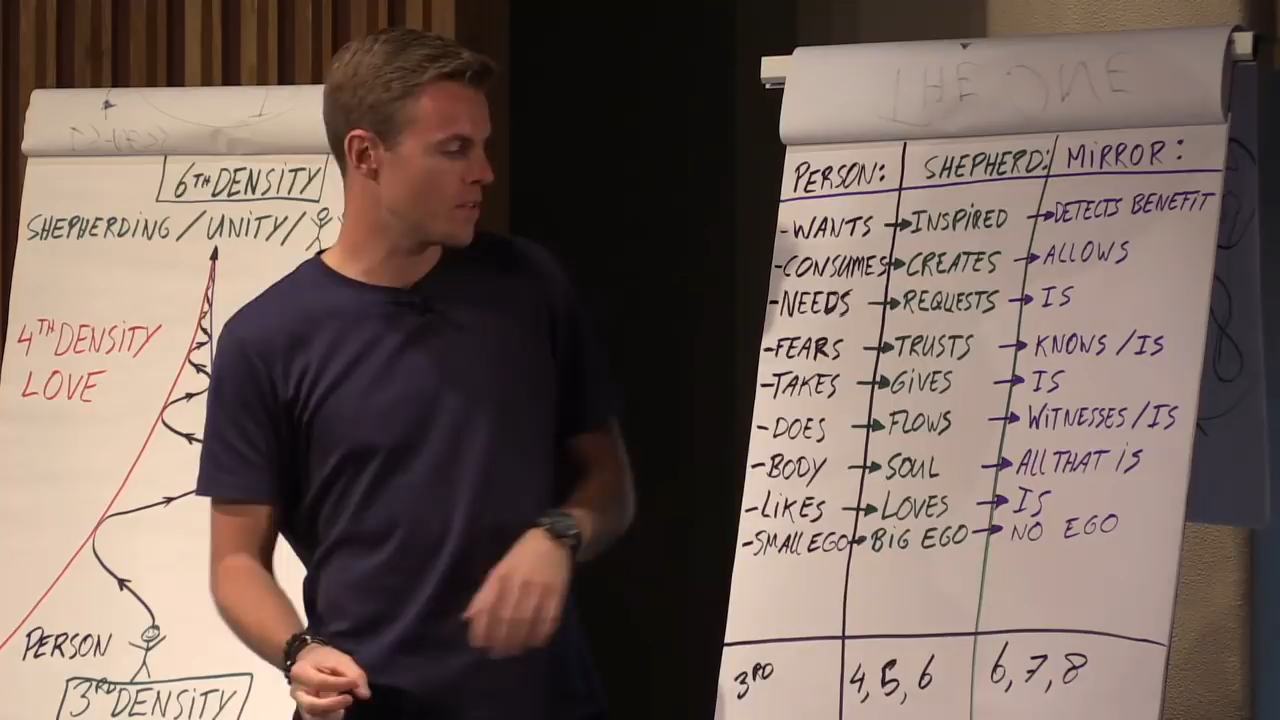 6TH DENSITY
SHEPHERDING / UNITY /
4TH DENSITY
LOVE
PERSON
3RD DENSITY
THE ONE
PERSON: SHEPHERD: MIRROR:
-WANTS →INSPIRED →DETECTS BENEFIT
-CONSUMES →CREATES →ALLOWS
-NEEDS →REQUESTS →IS
-FEARS →TRUSTS →KNOWS / IS
-TAKES →GIVES →IS
-DOES →FLOWS →WITNESSES/IS
-BODY →SOUL →ALL THAT IS
-LIKES →LOVES →IS
-SMALL EGO →BIG EGO →NO EGO
3RD 4, 5, 6 6, 7, 8